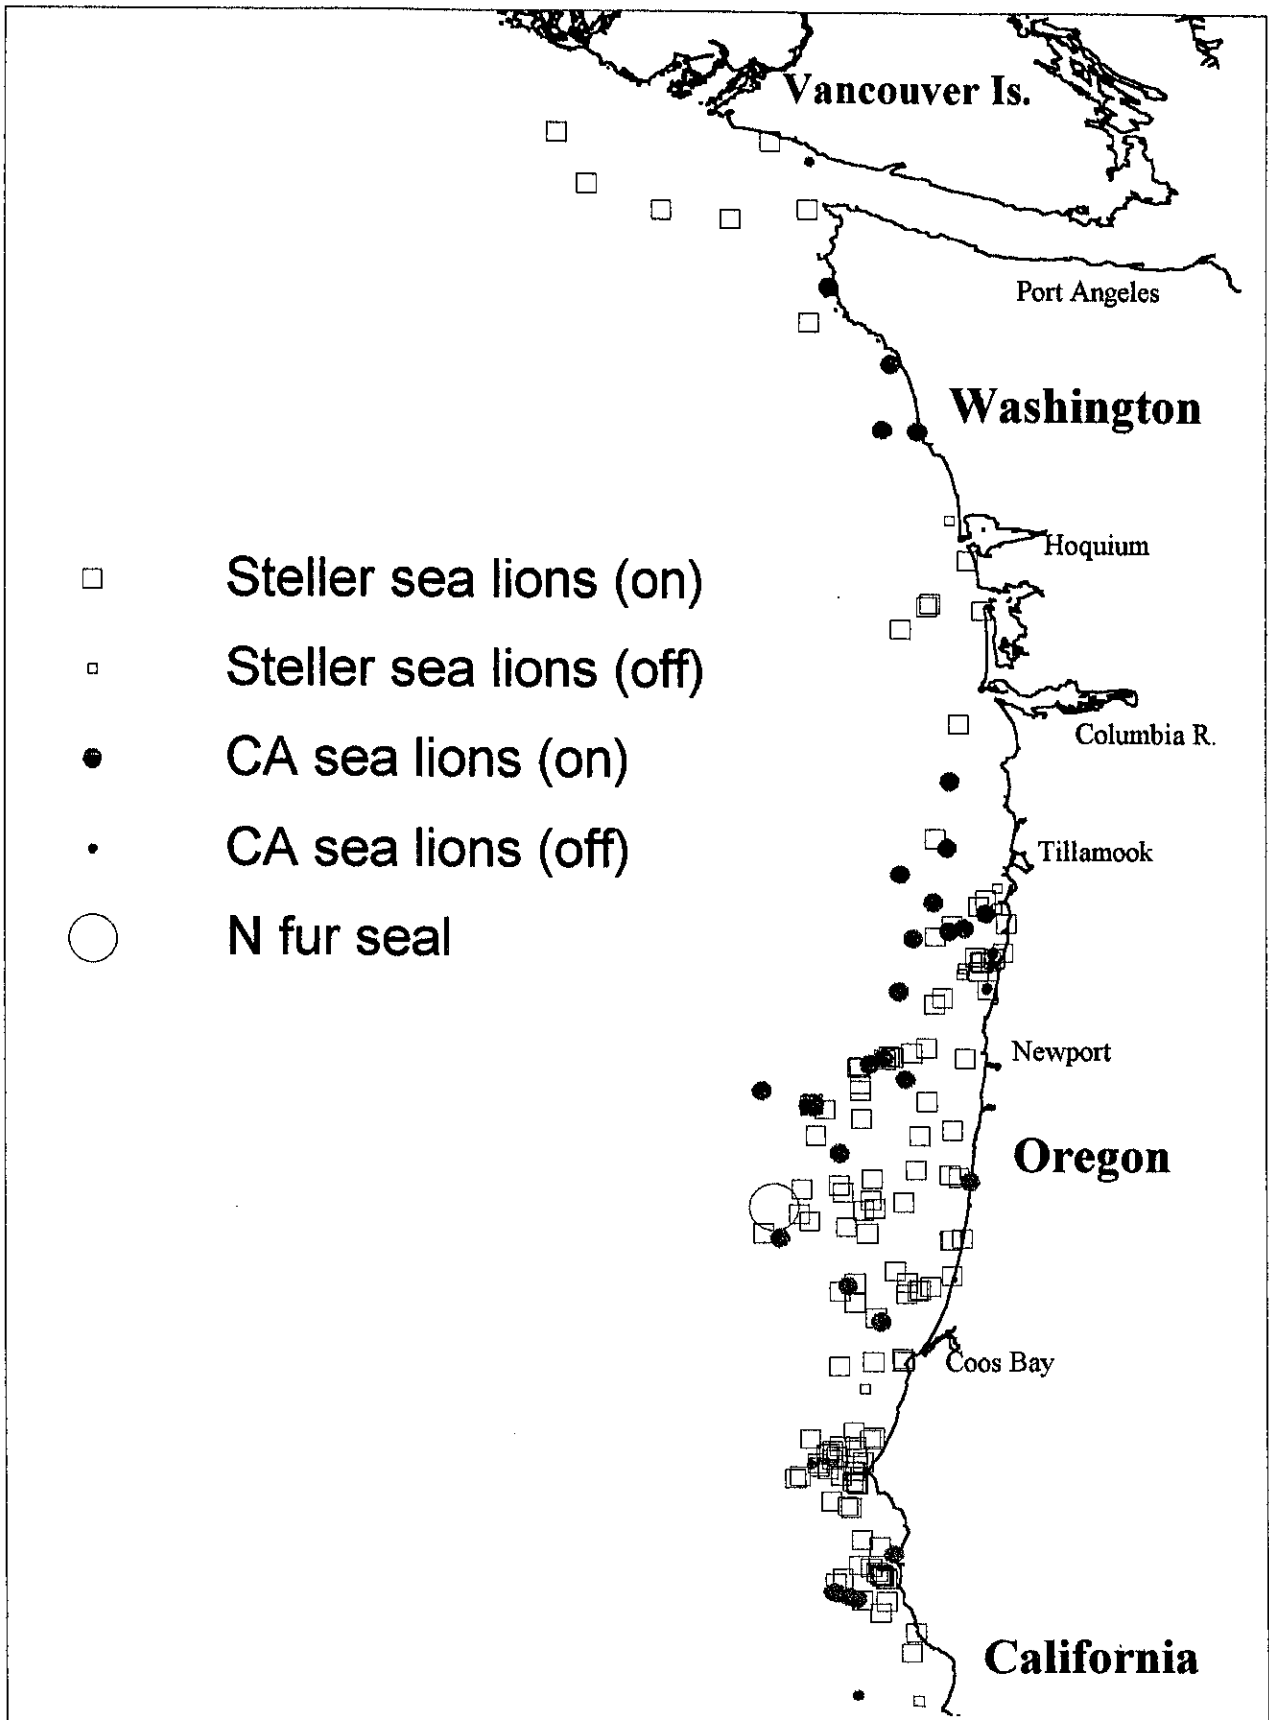 Vancouver Is.
Port Angeles
Washington
Hoquium
Steller sea lions (on)
Steller sea lions (off)
CA sea lions (on)
CA sea lions (off)
N fur seal
Columbia R.
Tillamook
Newport
Oregon
Coos Bay
California